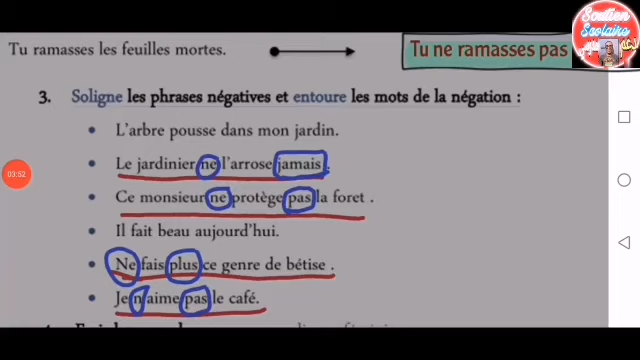 Tu ramasses les feuilles mortes.
Tu ne ramasses pas
Soutien
Scolaire
3. Soligne les phrases négatives et entoure les mots de la négation :
• L'arbre pousse dans mon jardin.
• Le jardinier ne l'arrose jamais.
03:52
• Ce monsieur ne protège pas la foret .
• Il fait beau aujourd'hui.
• Ne fais plus ce genre de bétise .
• Je n'aime pas le café.